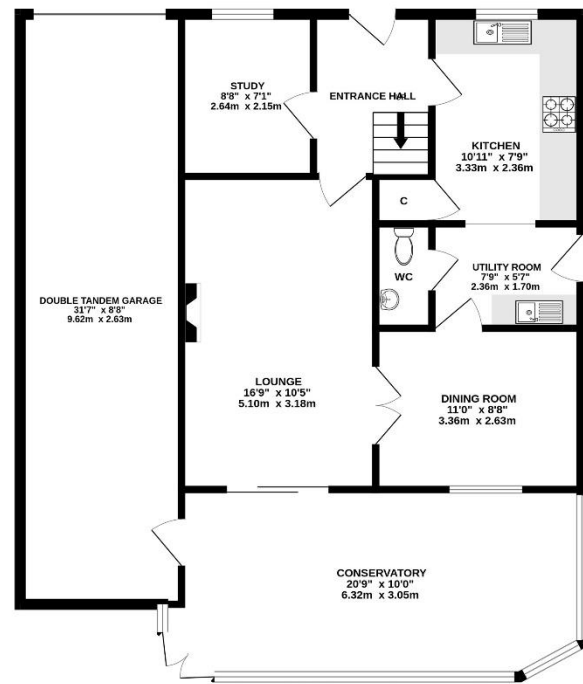 STUDY
8'8" x 7'1"
2.64m x 2.15m
ENTRANCE HALL
KITCHEN
10'11" x 7'9"
3.33m x 2.36m
C
WC
UTILITY ROOM
7'9" x 5'7"
2.36m x 1.70m
DOUBLE TANDEM GARAGE
31'7" x 8'8"
9.62m x 2.63m
LOUNGE
16'9" x 10'5"
5.10m x 3.18m
DINING ROOM
11'0" x 8'8"
3.36m x 2.63m
CONSERVATORY
20'9" x 10'0"
6.32m x 3.05m